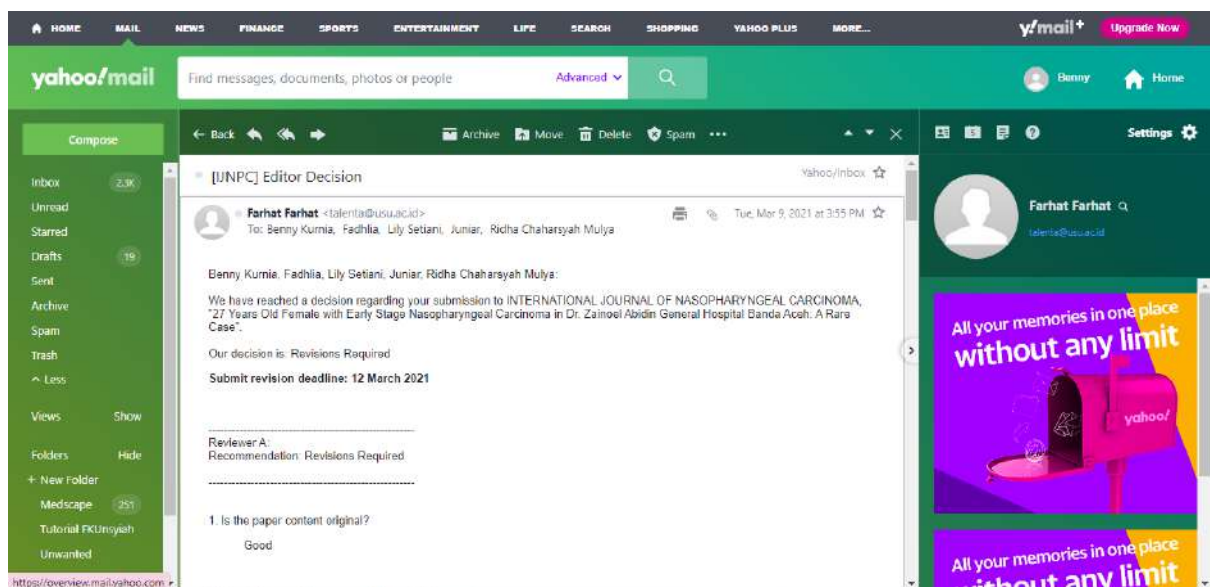 HOME MAIL NEWS FINANCE SPORTS ENTERTAINMENT LIFE SEARCH SHOPPING YAHOO PLUS MORE... y!mail+ Upgrade Now
yahoo!mail Find messages, documents, photos or people Advanced Benny Home
Compose
Back Archive Move Delete Spam Settings
Inbox 2.3K
Unread
Starred
Drafts 19
Sent
Archive
Spam
Trash
Less
Views Show
Folders Hide
+ New Folder
Medscape 251
Tutorial FKUnsyiah
Unwanted
https://overview.mail.yahoo.com
[IJNPC] Editor Decision Yahoo/Inbox
Farhat Farhat <talenta@usu.ac.id> Tue, Mar 9, 2021 at 3:55 PM
To: Benny Kurnia, Fadhlia, Lily Setiani, Juniar, Ridha Chaharsyah Mulya
Benny Kurnia, Fadhlia, Lily Setiani, Juniar, Ridha Chaharsyah Mulya:
We have reached a decision regarding your submission to INTERNATIONAL JOURNAL OF NASOPHARYNGEAL CARCINOMA,
"27 Years Old Female with Early Stage Nasopharyngeal Carcinoma in Dr. Zainoel Abidin General Hospital Banda Aceh: A Rare
Case".
Our decision is: Revisions Required
Submit revision deadline: 12 March 2021
------------------------------------------------------
Reviewer A:
Recommendation: Revisions Required
------------------------------------------------------
1. Is the paper content original?
Good
Farhat Farhat
talenta@usu.ac.id
All your memories in one place
without any limit
yahoo!
All your memories in one place
without any limit